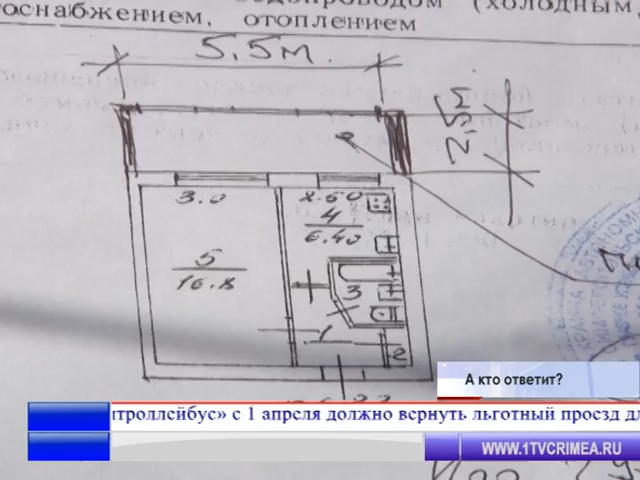 (холодным,
оснабжением, отоплением
5.5м.
2,5м
3.0
2.60
4
6.40
5
16.8
3
1
2
А кто ответит?
троллейбус» с 1 апреля должно вернуть льготный проезд дл
WWW.1TVCRIMEA.RU